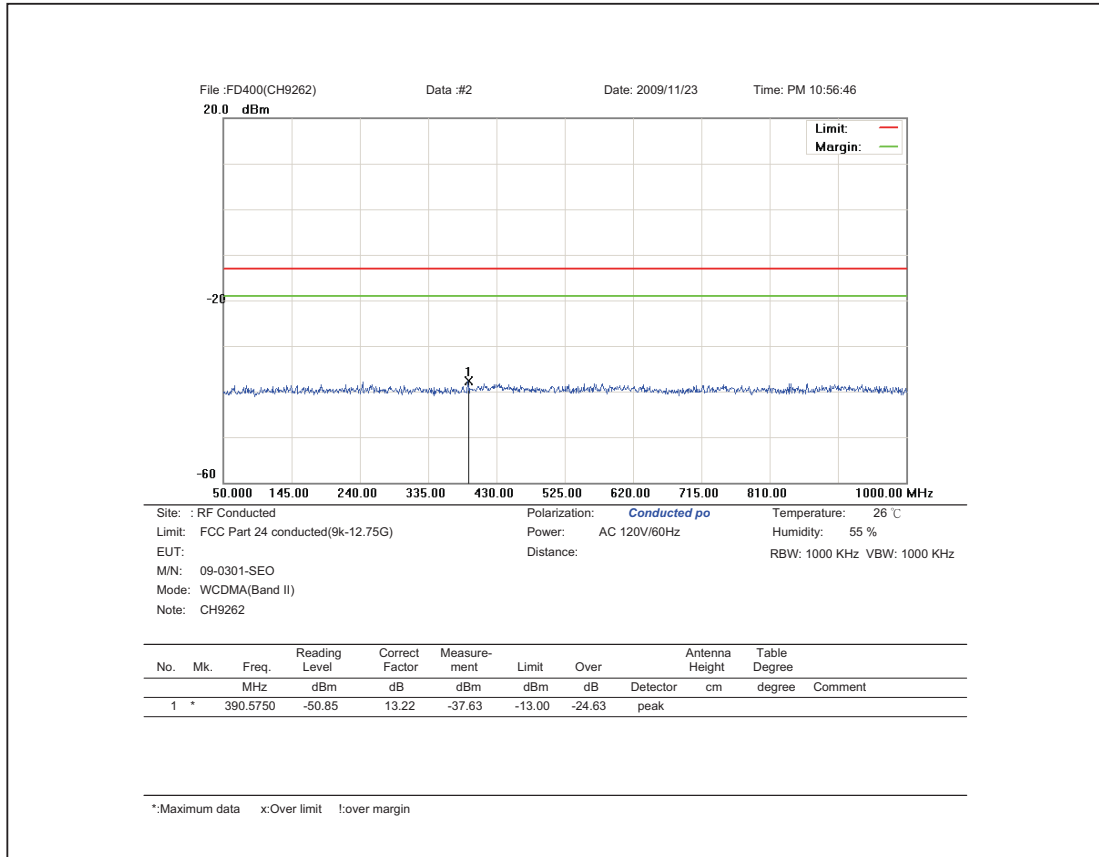 File :FD400(CH9262) Data :#2 Date: 2009/11/23 Time: PM 10:56:46
20.0 dBm
Limit:
Margin:
-20
1
-60
50.000 145.00 240.00 335.00 430.00 525.00 620.00 715.00 810.00 1000.00 MHz
Site: : RF Conducted Polarization: Conducted po Temperature: 26 ℃
Limit: FCC Part 24 conducted(9k-12.75G) Power: AC 120V/60Hz Humidity: 55 %
EUT: Distance: RBW: 1000 KHz VBW: 1000 KHz
M/N: 09-0301-SEO
Mode: WCDMA(Band II)
Note: CH9262
No. Mk. Freq. Reading Level Correct Factor Measure-ment Limit Over Antenna Height Table Degree
MHz dBm dB dBm dBm dB Detector cm degree Comment
1 * 390.5750 -50.85 13.22 -37.63 -13.00 -24.63 peak
*:Maximum data x:Over limit !:over margin